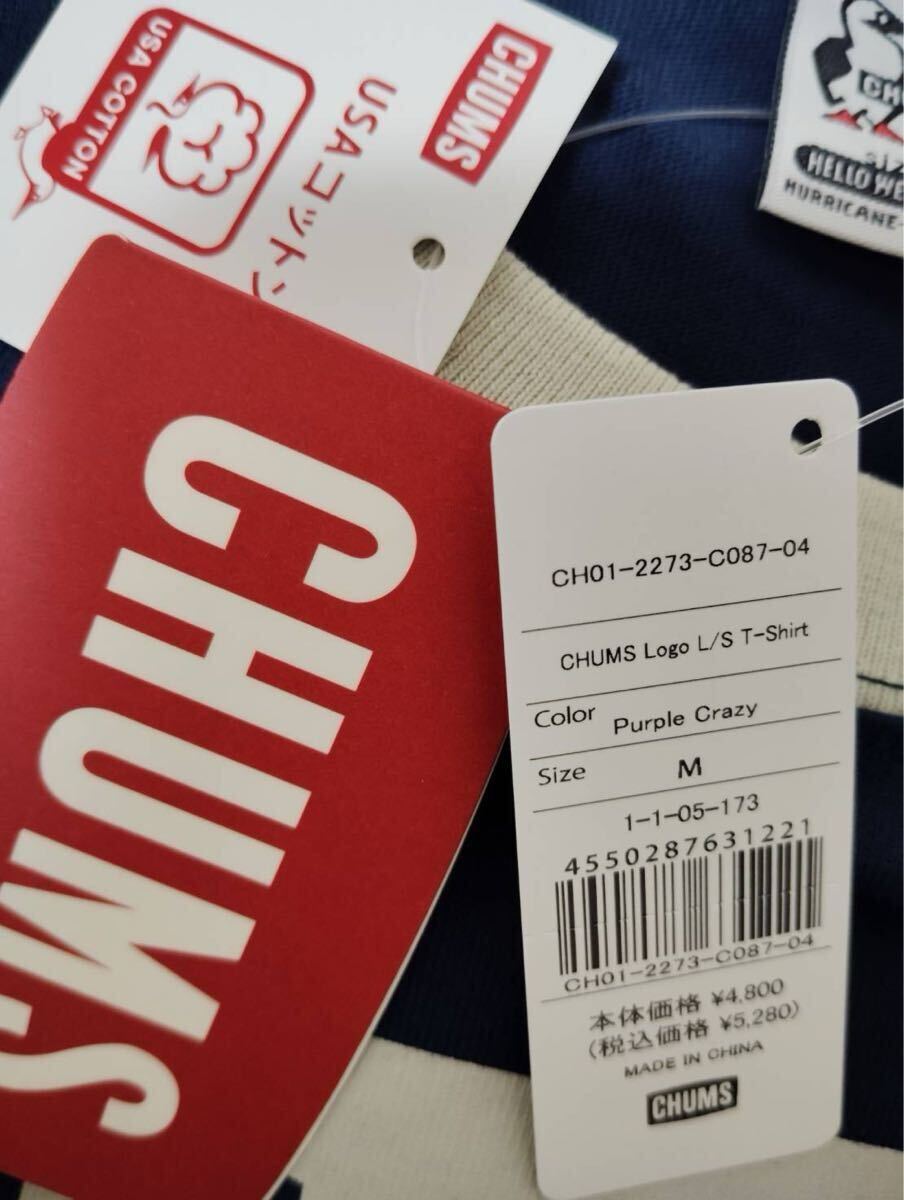 CHUMS
USAコットン
USA COTTON
CHUMS
HELLO WE
HURRICANE-
CH01-2273-C087-04
CHUMS Logo L/S T-Shirt
Color Purple Crazy
Size M
1-1-05-173
4550287631221
CH01-2273-C087-04
本体価格 ¥4,800
(税込価格 ¥5,280)
MADE IN CHINA
CHUMS